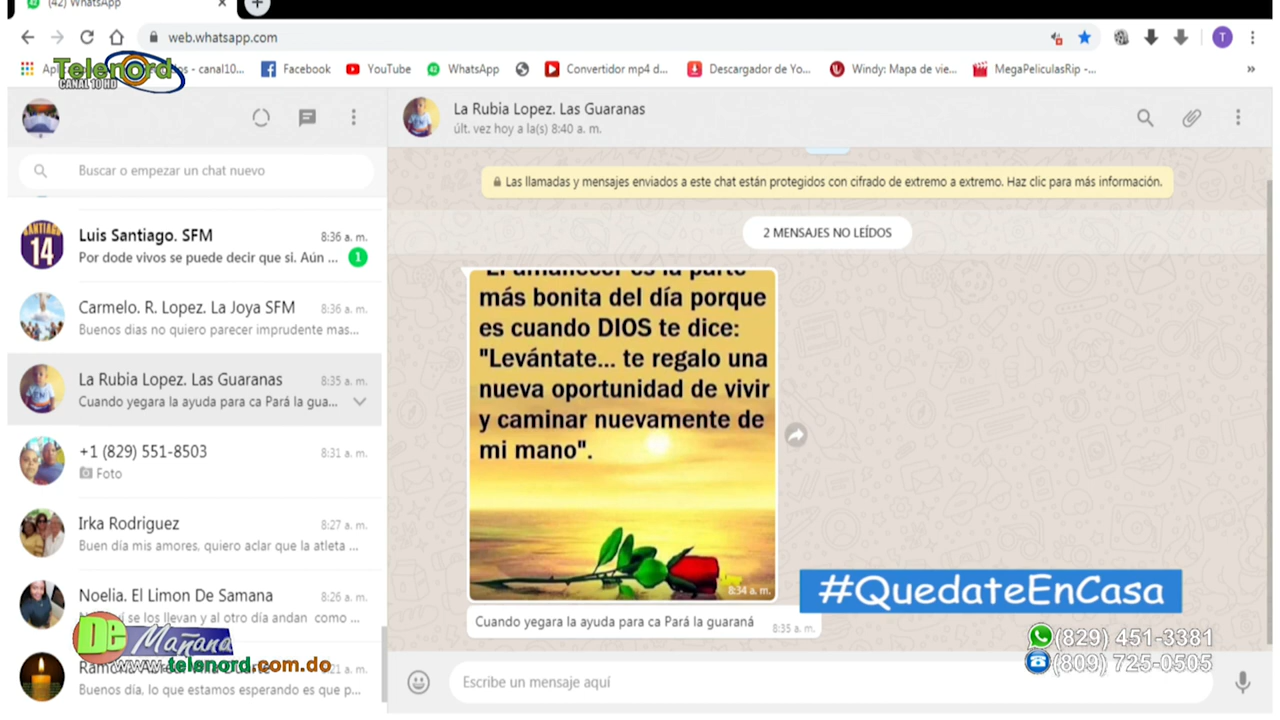 (42) WhatsApp
web.whatsapp.com
T
- canal10...
Facebook
YouTube
WhatsApp
Convertidor mp4 d...
Descargador de Yo...
Windy: Mapa de vie...
MegaPeliculasRip -...
Telenord
CANAL 10 HD
Buscar o empezar un chat nuevo
Luis Santiago. SFM
8:36 a. m.
Por dode vivos se puede decir que si. Aún ...
1
SANTIAGO
14
Carmelo. R. Lopez. La Joya SFM
8:36 a. m.
Buenos dias no quiero parecer imprudente mas...
La Rubia Lopez. Las Guaranas
8:35 a. m.
Cuando yegara la ayuda para ca Pará la gua...
+1 (829) 551-8503
8:31 a. m.
Foto
Irka Rodriguez
8:27 a. m.
Buen día mis amores, quiero aclar que la atleta ...
Noelia. El Limon De Samana
8:26 a. m.
se los llevan y al otro día andan como ...
De Mañana
www.telenord.com.do
Buenos día, lo que estamos esperando es que p...
La Rubia Lopez. Las Guaranas
últ. vez hoy a la(s) 8:40 a. m.
Las llamadas y mensajes enviados a este chat están protegidos con cifrado de extremo a extremo. Haz clic para más información.
2 MENSAJES NO LEÍDOS
"El amanecer es la parte
más bonita del día porque
es cuando DIOS te dice:
"Levántate... te regalo una
nueva oportunidad de vivir
y caminar nuevamente de
mi mano".
8:34 a. m.
Cuando yegara la ayuda para ca Pará la guaraná
8:35 a. m.
#QuedateEnCasa
(829) 451-3381
(809) 725-0505
Escribe un mensaje aquí